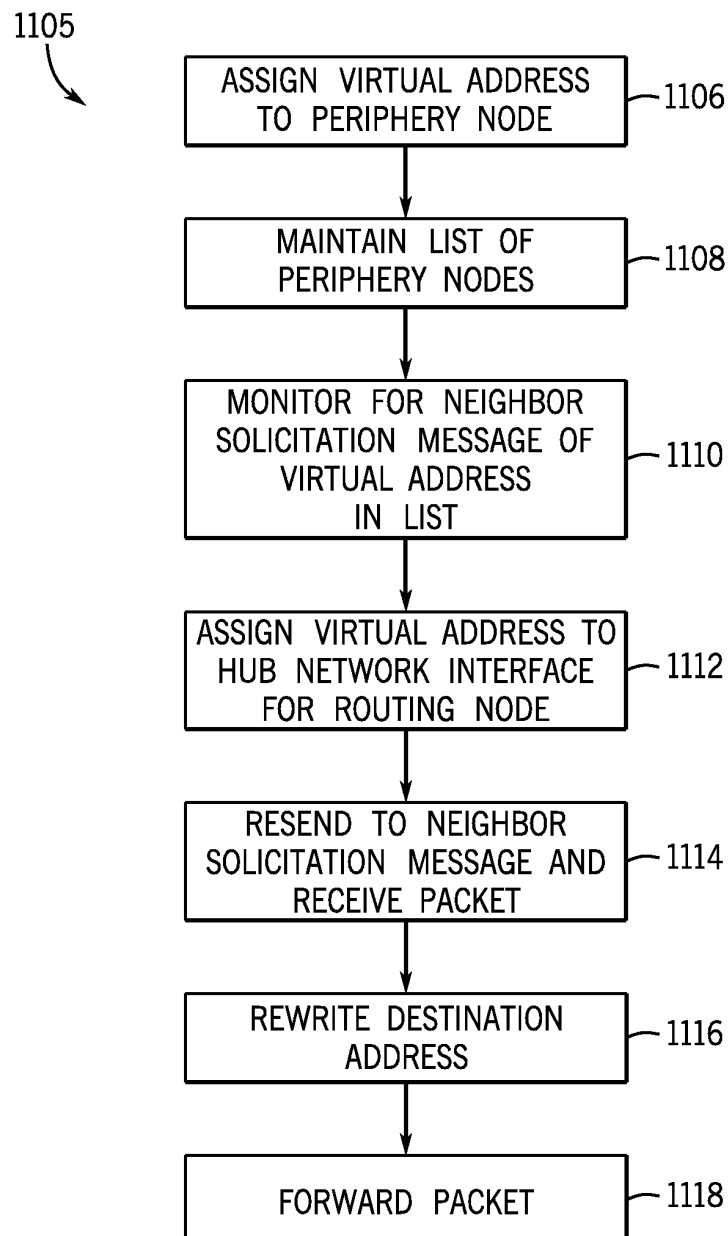 1105
ASSIGN VIRTUAL ADDRESS
TO PERIPHERY NODE
1106
MAINTAIN LIST OF
PERIPHERY NODES
1108
MONITOR FOR NEIGHBOR
SOLICITATION MESSAGE OF
VIRTUAL ADDRESS
IN LIST
1110
ASSIGN VIRTUAL ADDRESS TO
HUB NETWORK INTERFACE
FOR ROUTING NODE
1112
RESEND TO NEIGHBOR
SOLICITATION MESSAGE AND
RECEIVE PACKET
1114
REWRITE DESTINATION
ADDRESS
1116
FORWARD PACKET
1118